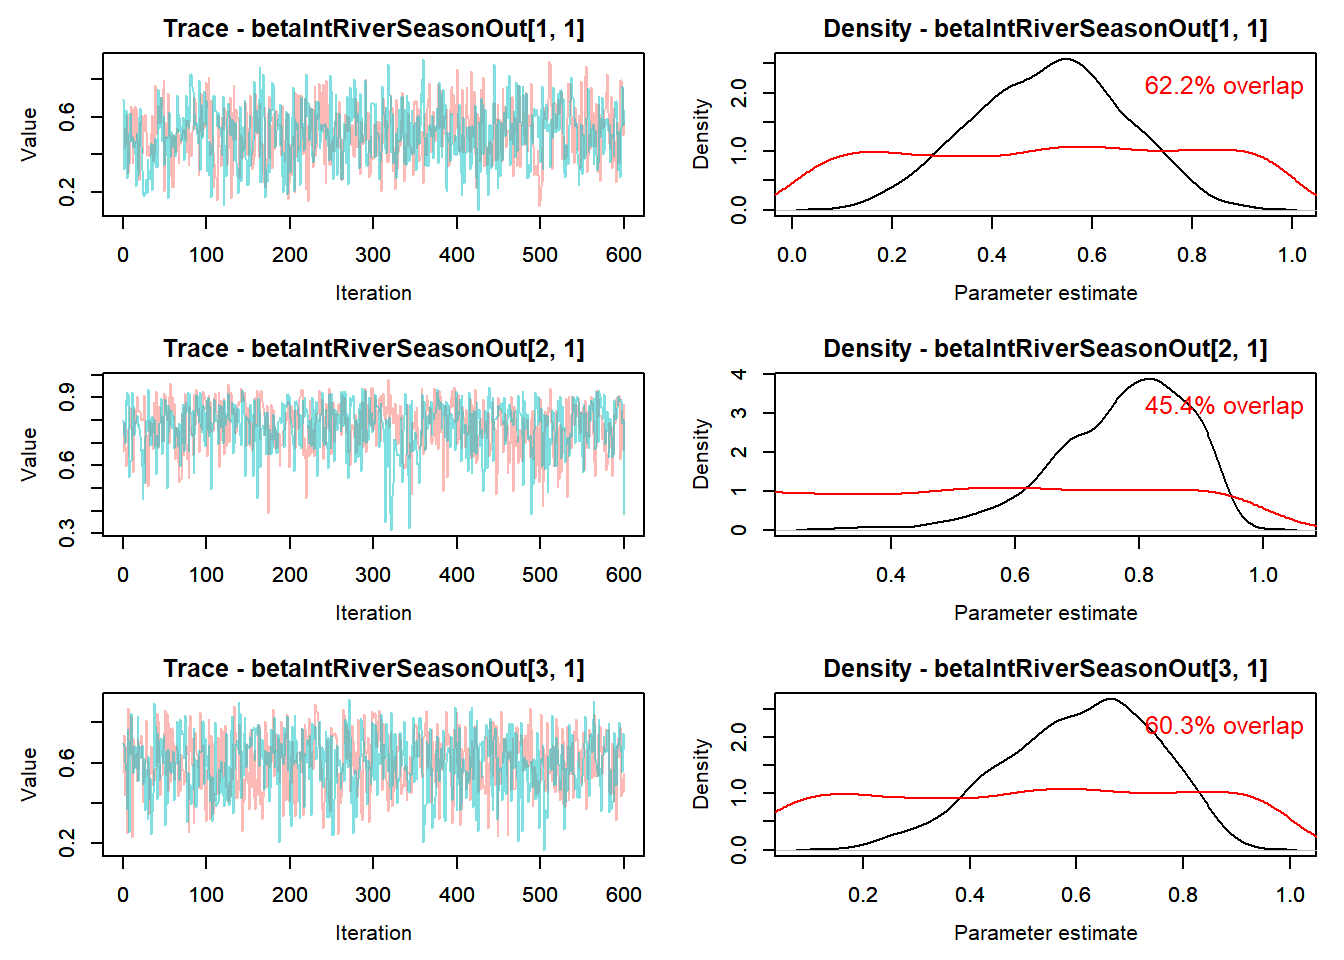 Trace - betaIntRiverSeasonOut[1, 1]
Value
0.6
0.2
0 100 200 300 400 500 600
Iteration
Density - betaIntRiverSeasonOut[1, 1]
62.2% overlap
Density
2.0
1.0
0.0
0.0 0.2 0.4 0.6 0.8 1.0
Parameter estimate
Trace - betaIntRiverSeasonOut[2, 1]
Value
0.9
0.6
0.3
0 100 200 300 400 500 600
Iteration
Density - betaIntRiverSeasonOut[2, 1]
45.4% overlap
Density
4
3
2
1
0
0.4 0.6 0.8 1.0
Parameter estimate
Trace - betaIntRiverSeasonOut[3, 1]
Value
0.6
0.2
0 100 200 300 400 500 600
Iteration
Density - betaIntRiverSeasonOut[3, 1]
60.3% overlap
Density
2.0
1.0
0.0
0.2 0.4 0.6 0.8 1.0
Parameter estimate